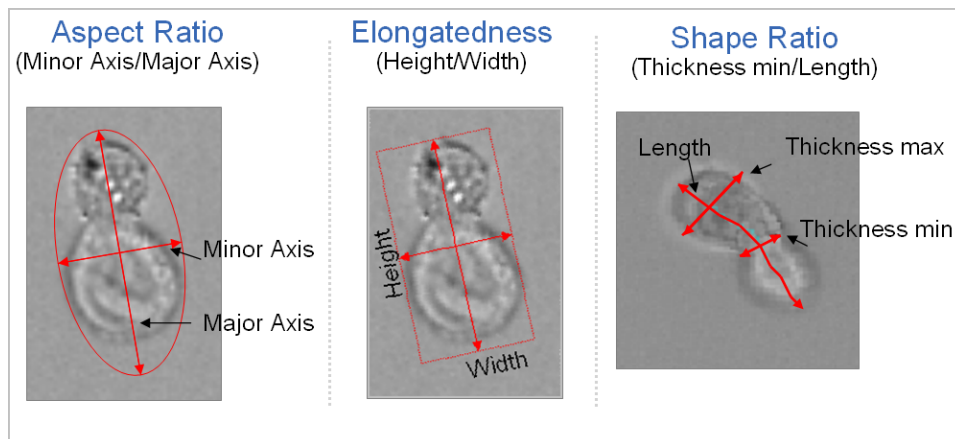 Aspect Ratio
(Minor Axis/Major Axis)
Minor Axis
Major Axis
Elongatedness
(Height/Width)
Height
Width
Shape Ratio
(Thickness min/Length)
Length
Thickness max
Thickness min